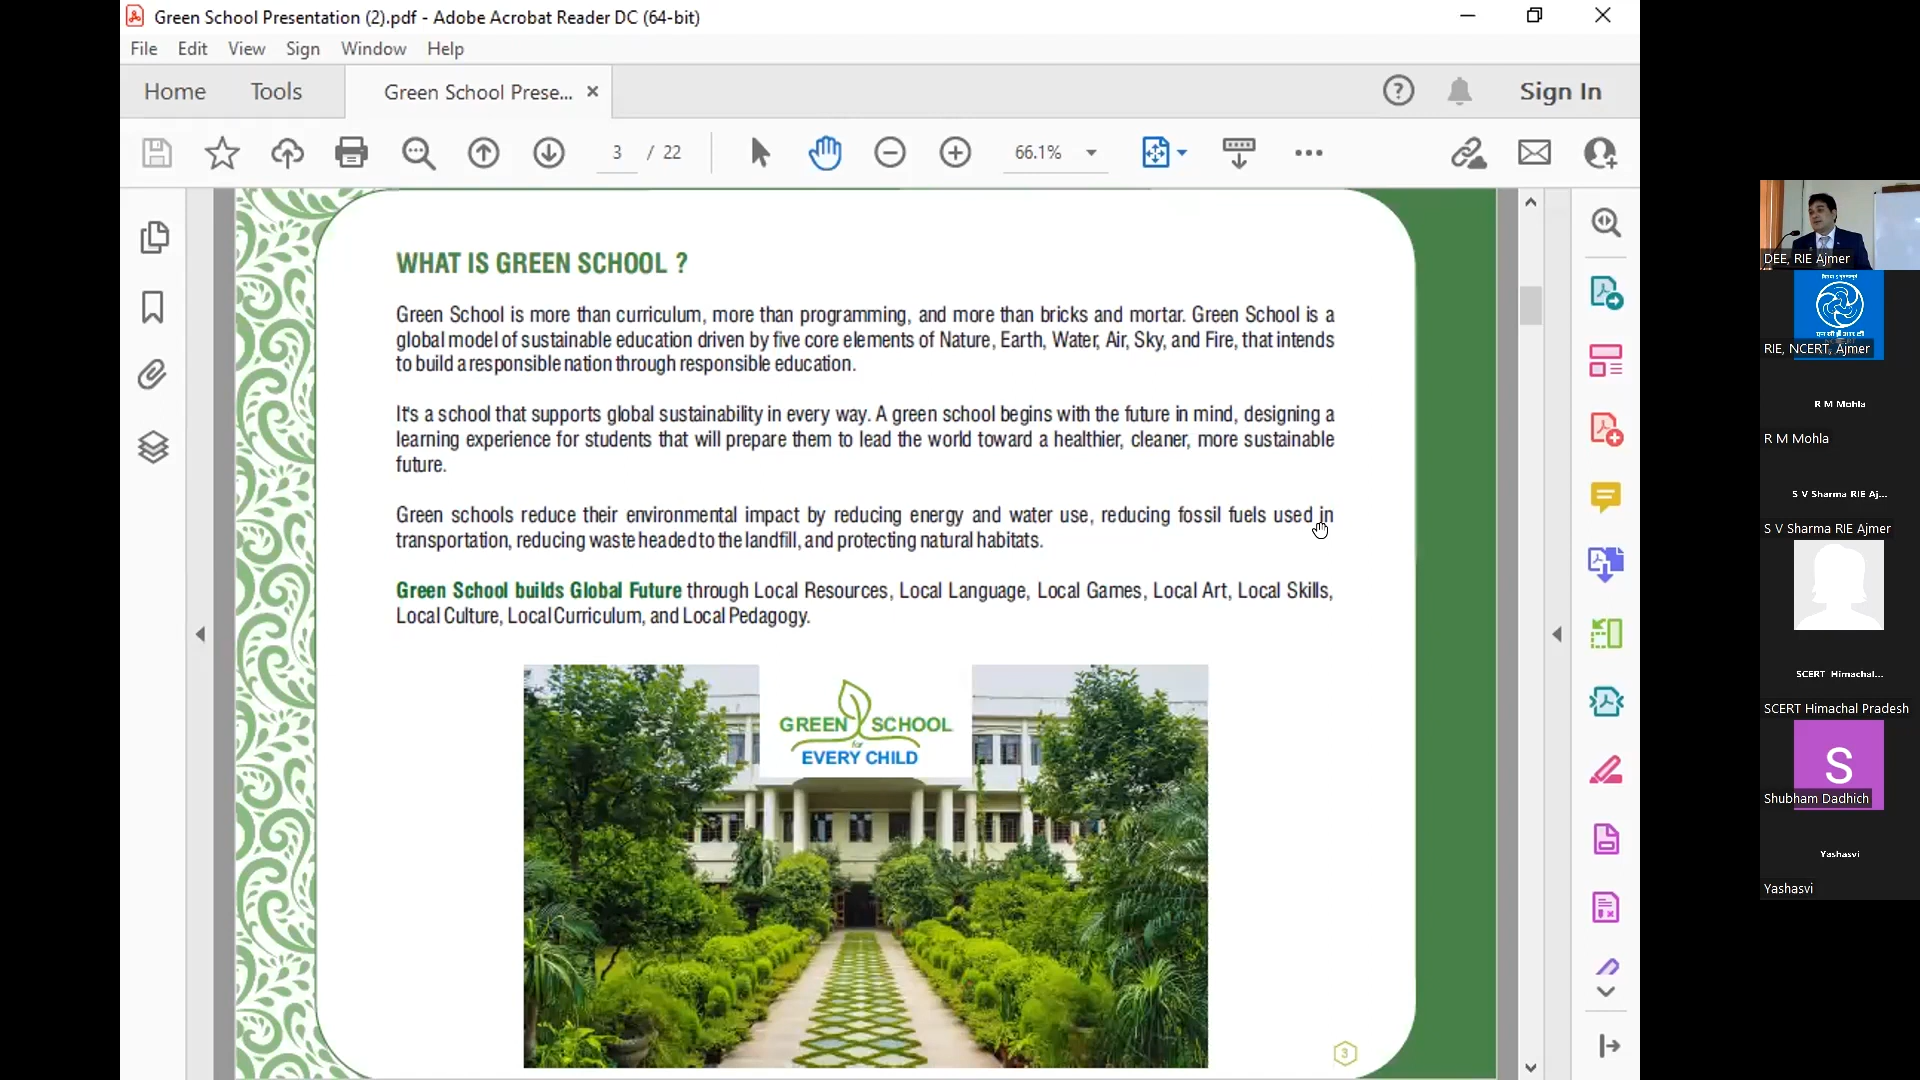 Green School Presentation (2).pdf - Adobe Acrobat Reader DC (64-bit)
File Edit View Sign Window Help
Home Tools Green School Prese... Sign In
3 / 22 66.1%
WHAT IS GREEN SCHOOL ?
Green School is more than curriculum, more than programming, and more than bricks and mortar. Green School is a
global model of sustainable education driven by five core elements of Nature, Earth, Water, Air, Sky, and Fire, that intends
to build a responsible nation through responsible education.
It's a school that supports global sustainability in every way. A green school begins with the future in mind, designing a
learning experience for students that will prepare them to lead the world toward a healthier, cleaner, more sustainable
future.
Green schools reduce their environmental impact by reducing energy and water use, reducing fossil fuels used in
transportation, reducing waste headed to the landfill, and protecting natural habitats.
Green School builds Global Future through Local Resources, Local Language, Local Games, Local Art, Local Skills,
Local Culture, Local Curriculum, and Local Pedagogy.
GREEN SCHOOL
for
EVERY CHILD
3
DEE, RIE Ajmer
एन सी ई आर टी
RIE, NCERT, Ajmer
R M Mohla
R M Mohla
S V Sharma RIE Aj...
S V Sharma RIE Ajmer
SCERT Himachal...
SCERT Himachal Pradesh
S
Shubham Dadhich
Yashasvi
Yashasvi